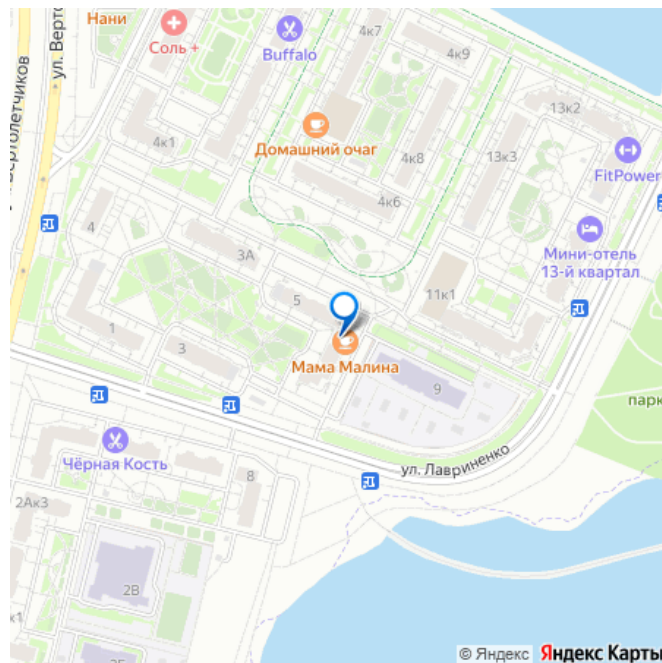 Нани
Соль +
Buffalo
4к7
4к9
ул. Верто
Вертолетчиков
4к1
Домашний очаг
4к8
13к2
13к3
FitPower
4к6
4
3А
Мини-отель
13-й квартал
5
11к1
1
3
Мама Малина
9
парк
ул. Лавриненко
Чёрная Кость
8
2Ак3
2В
к1
© Яндекс Яндекс Карты